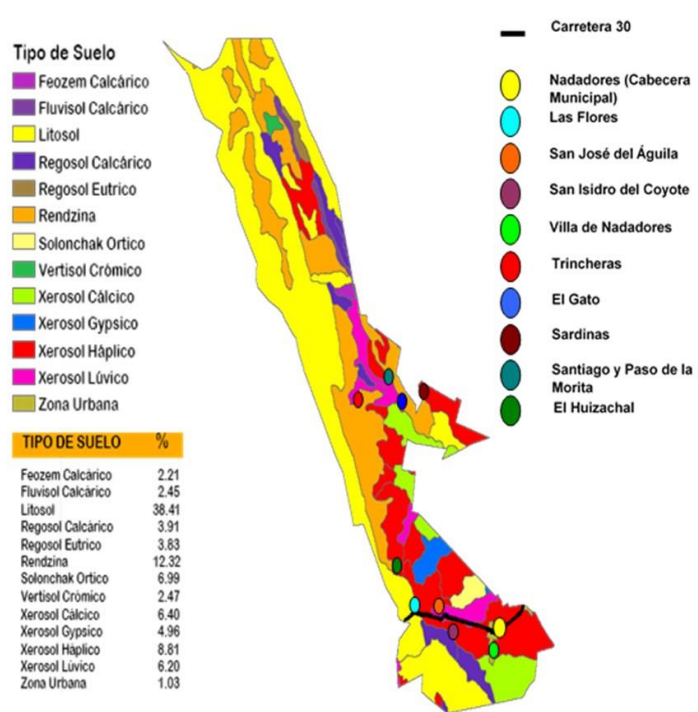 Tipo de Suelo
Feozem Calcárico
Fluvisol Calcárico
Litosol
Regosol Calcárico
Regosol Eutrico
Rendzina
Solonchak Ortico
Vertisol Crómico
Xerosol Cálcico
Xerosol Gypsico
Xerosol Háplico
Xerosol Lúvico
Zona Urbana
TIPO DE SUELO %
Feozem Calcárico 2.21
Fluvisol Calcárico 2.45
Litosol 38.41
Regosol Calcárico 3.91
Regosol Eutrico 3.83
Rendzina 12.32
Solonchak Ortico 6.99
Vertisol Crómico 2.47
Xerosol Cálcico 6.40
Xerosol Gypsico 4.96
Xerosol Háplico 8.81
Xerosol Lúvico 6.20
Zona Urbana 1.03
Carretera 30
Nadadores (Cabecera
Municipal)
Las Flores
San José del Águila
San Isidro del Coyote
Villa de Nadadores
Trincheras
El Gato
Sardinas
Santiago y Paso de la
Morita
El Huizachal